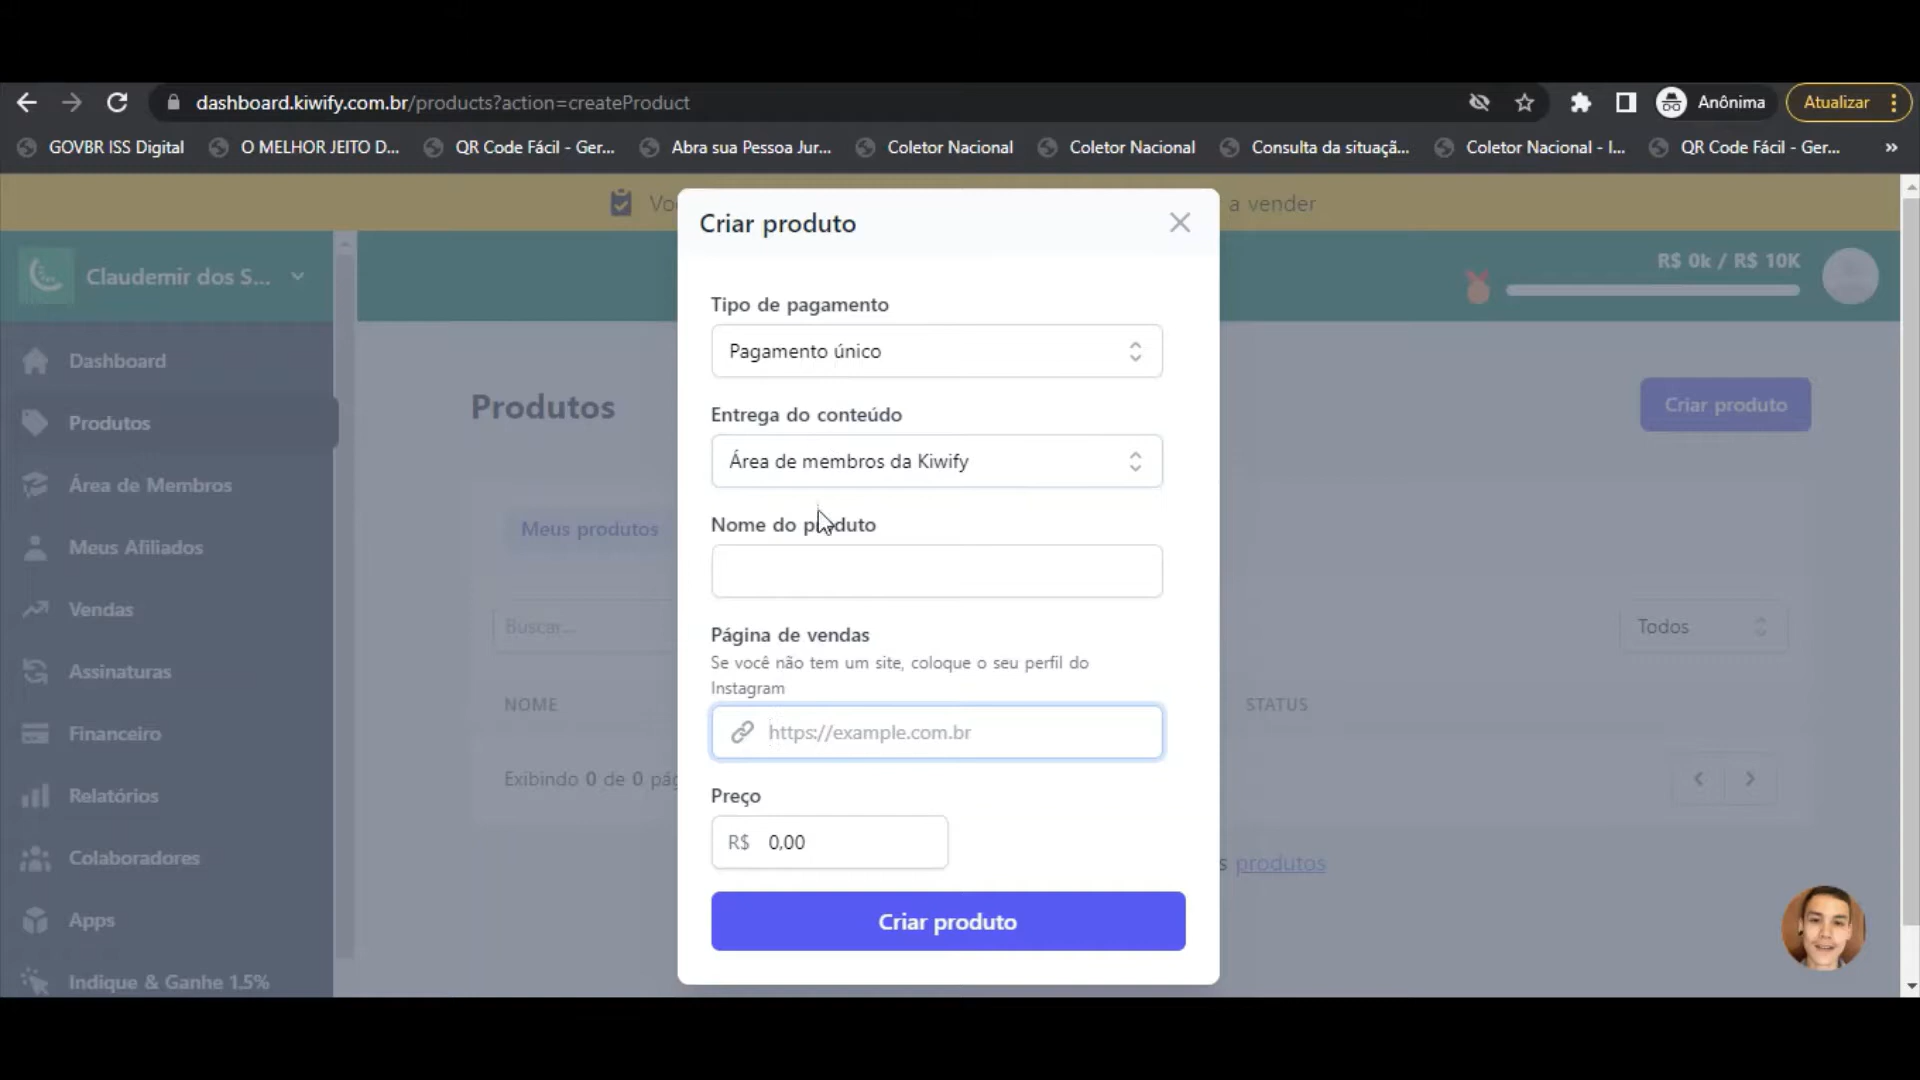 dashboard.kiwify.com.br/products?action=createProduct
Anônima
Atualizar
GOVBR ISS Digital
O MELHOR JEITO D...
QR Code Fácil - Ger...
Abra sua Pessoa Jur...
Coletor Nacional
Coletor Nacional
Consulta da situaçã...
Coletor Nacional - I...
QR Code Fácil - Ger...
»
a vender
Claudemir dos S...
R$ 0k / R$ 10K
Dashboard
Produtos
Área de Membros
Meus Afiliados
Vendas
Assinaturas
Financeiro
Relatórios
Colaboradores
Apps
Indique & Ganhe 1.5%
Produtos
Criar produto
Meus produtos
Buscar...
Todos
NOME
STATUS
Exibindo 0 de 0
produtos
Criar produto
Tipo de pagamento
Pagamento único
Entrega do conteúdo
Área de membros da Kiwify
Nome do produto
Página de vendas
Se você não tem um site, coloque o seu perfil do
Instagram
https://example.com.br
Preço
R$ 0,00
Criar produto